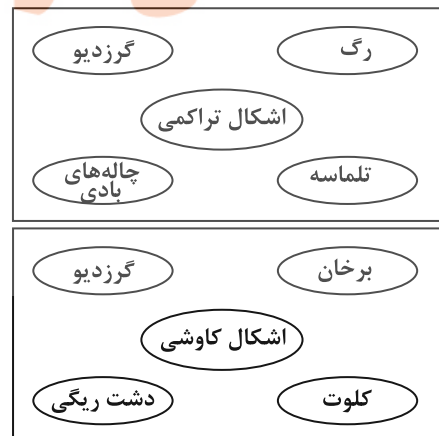 رگ
گرزدیو
اشکال تراکمی
تلماسه
چاله‌های
بادی
برخان
گرزدیو
اشکال کاوشی
کلوت
دشت ریگی